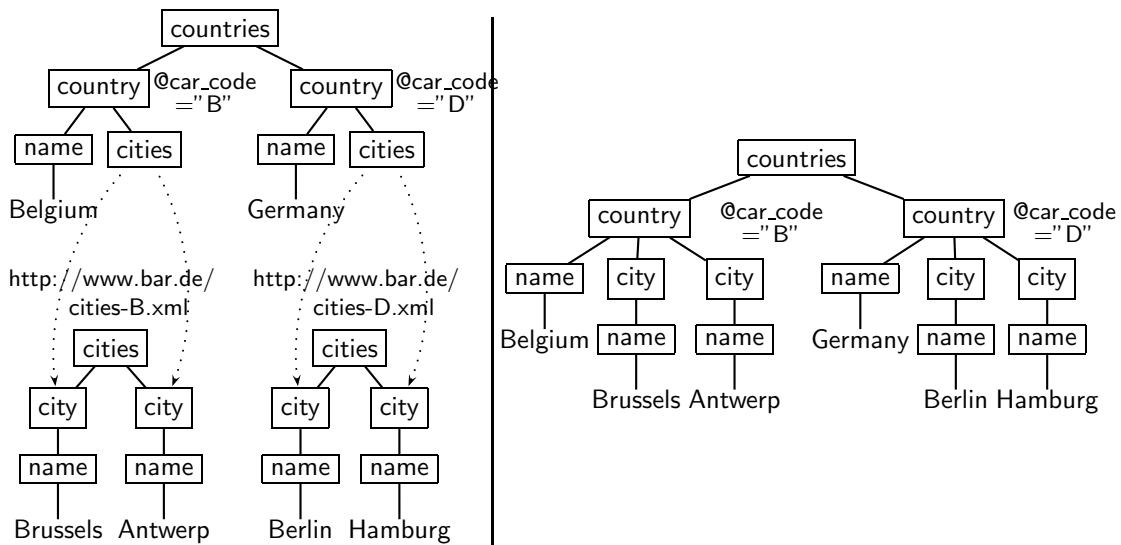 countries
country @car_code
="B"
country @car_code
="D"
name cities name cities
Belgium Germany
http://www.bar.de/
cities-B.xml
http://www.bar.de/
cities-D.xml
cities cities
city city city city
name name name name
Brussels Antwerp Berlin Hamburg
countries
country @car_code
="B"
country @car_code
="D"
name city city name city city
Belgium name name Germany name name
Brussels Antwerp Berlin Hamburg